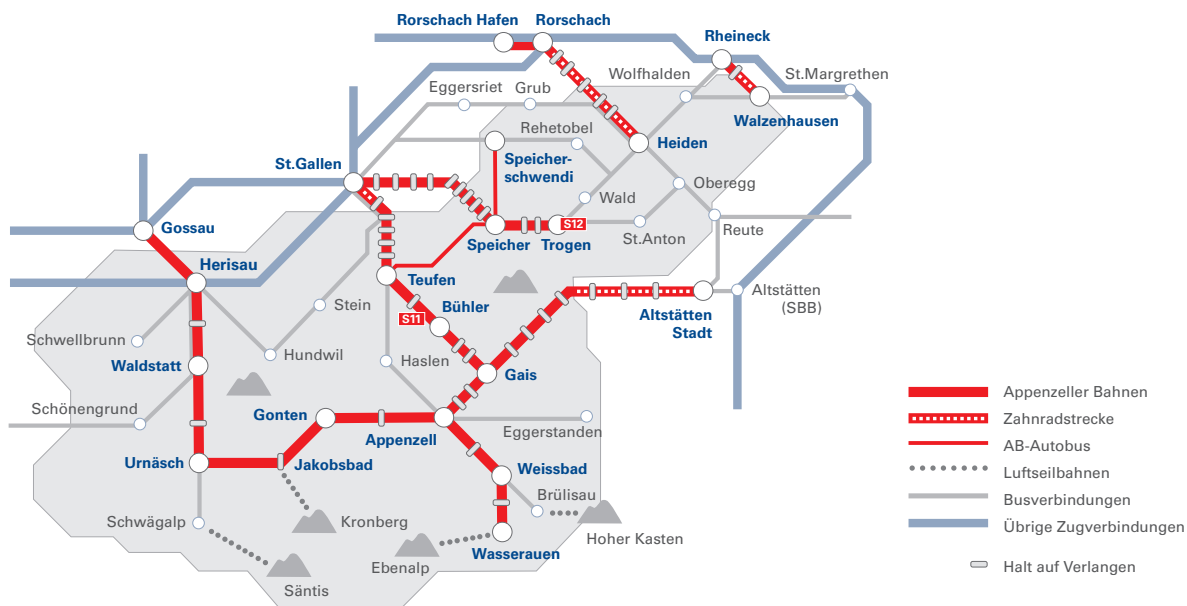 Rorschach Hafen
Rorschach
Rheineck
Wolfhalden
St.Margrethen
Eggersriet
Grub
Walzenhausen
Rehetobel
Heiden
St.Gallen
Speicher-
schwendi
Oberegg
Wald
Gossau
S12
Reute
Speicher
Trogen
St.Anton
Herisau
Teufen
Altstätten
(SBB)
Stein
Bühler
S11
Altstätten
Stadt
Schwellbrunn
Hundwil
Haslen
Waldstatt
Gais
Schönengrund
Gonten
Appenzell
Eggerstanden
Urnäsch
Jakobsbad
Weissbad
Brülisau
Schwägalp
Kronberg
Hoher Kasten
Wasserauen
Ebenalp
Säntis
Appenzeller Bahnen
Zahnradstrecke
AB-Autobus
Luftseilbahnen
Busverbindungen
Übrige Zugverbindungen
Halt auf Verlangen